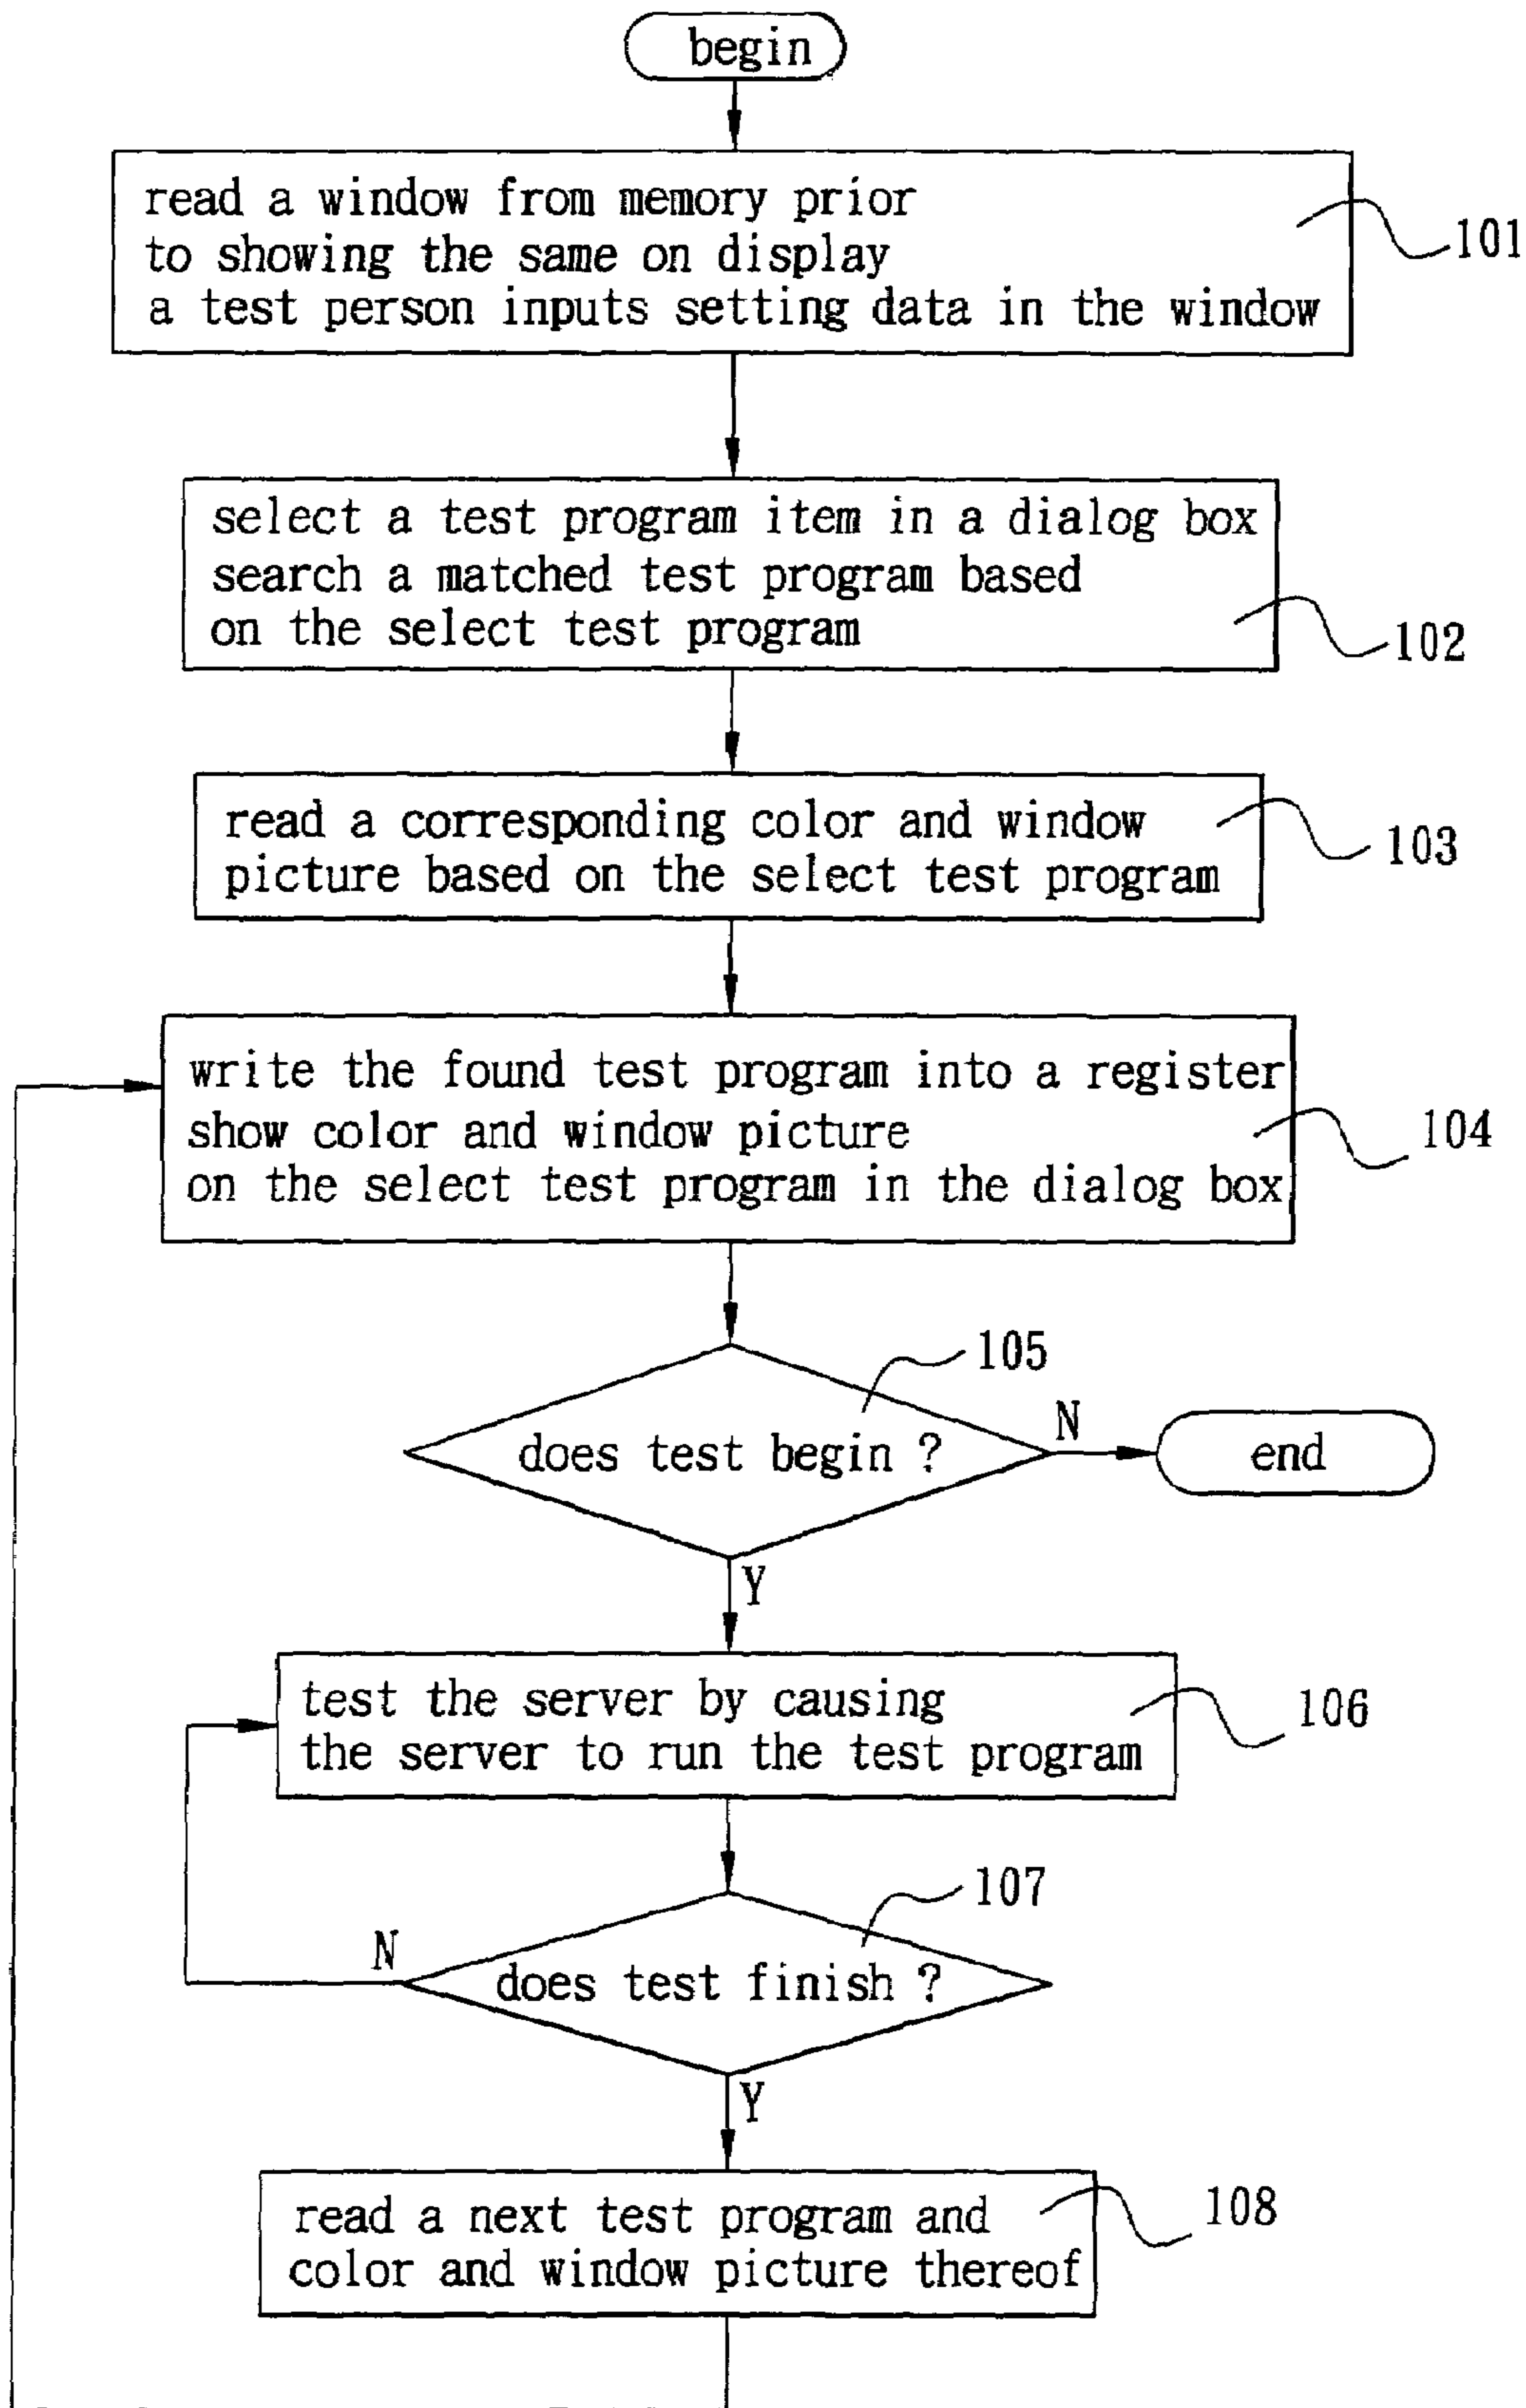 begin
read a window from memory prior
to showing the same on display
a test person inputs setting data in the window
101
select a test program item in a dialog box
search a matched test program based
on the select test program
102
read a corresponding color and window
picture based on the select test program
103
write the found test program into a register
show color and window picture
on the select test program in the dialog box
104
105
does test begin ?
N
end
Y
test the server by causing
the server to run the test program
106
107
N
does test finish ?
Y
read a next test program and
color and window picture thereof
108